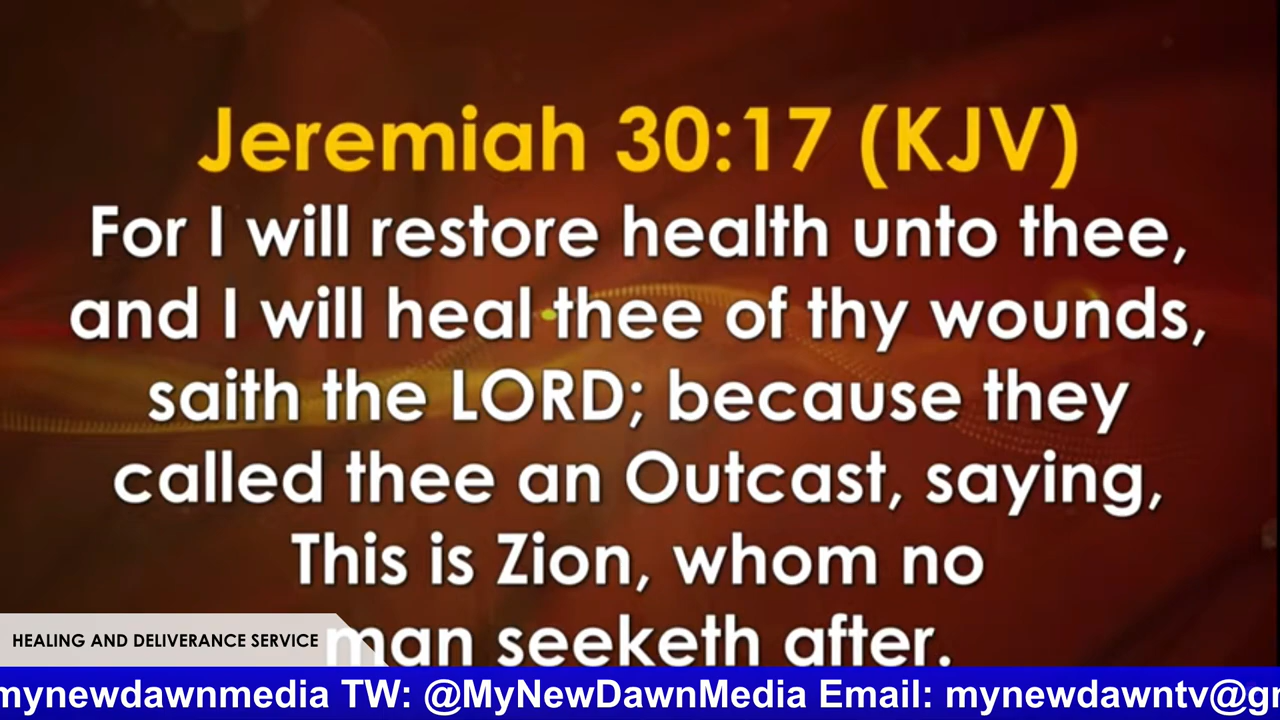 Jeremiah 30:17 (KJV)
For I will restore health unto thee,
and I will heal thee of thy wounds,
saith the LORD; because they
called thee an Outcast, saying,
This is Zion, whom no
man seeketh after.
HEALING AND DELIVERANCE SERVICE
mynewdawnmedia TW: @MyNewDawnMedia Email: